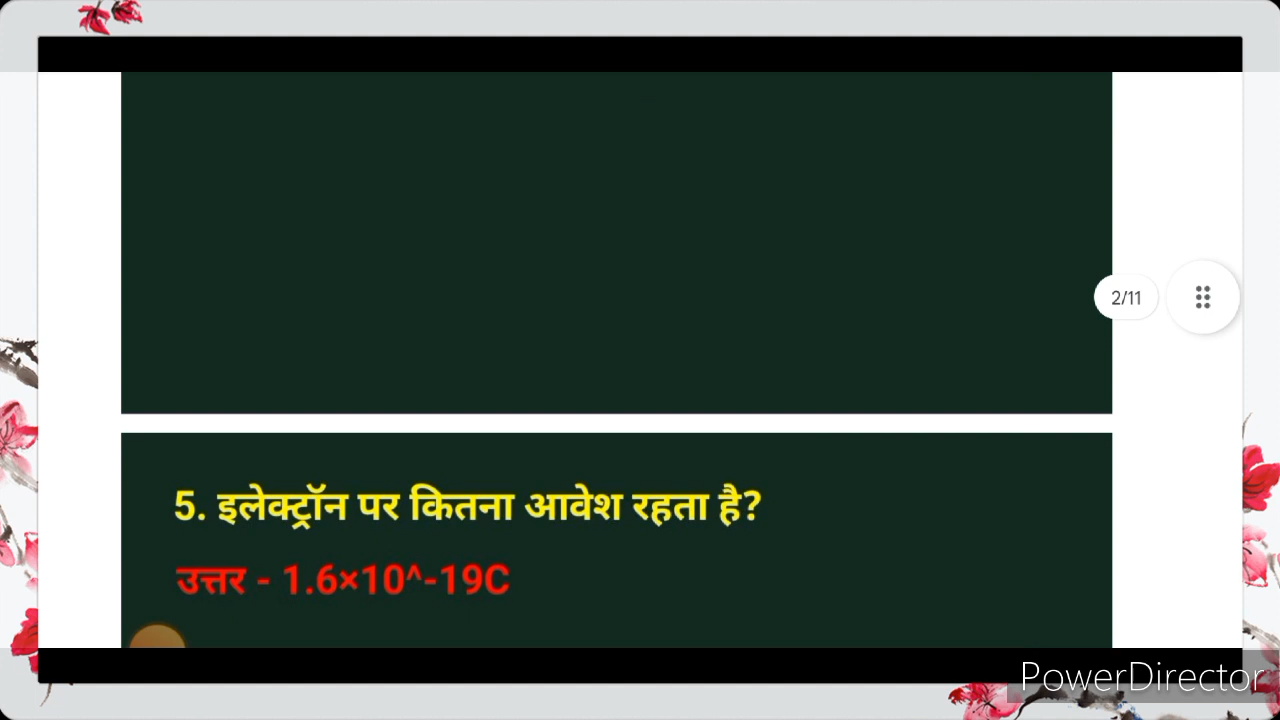 2/11
5. इलेक्ट्रॉन पर कितना आवेश रहता है?
उत्तर - 1.6×10^-19C
PowerDirector